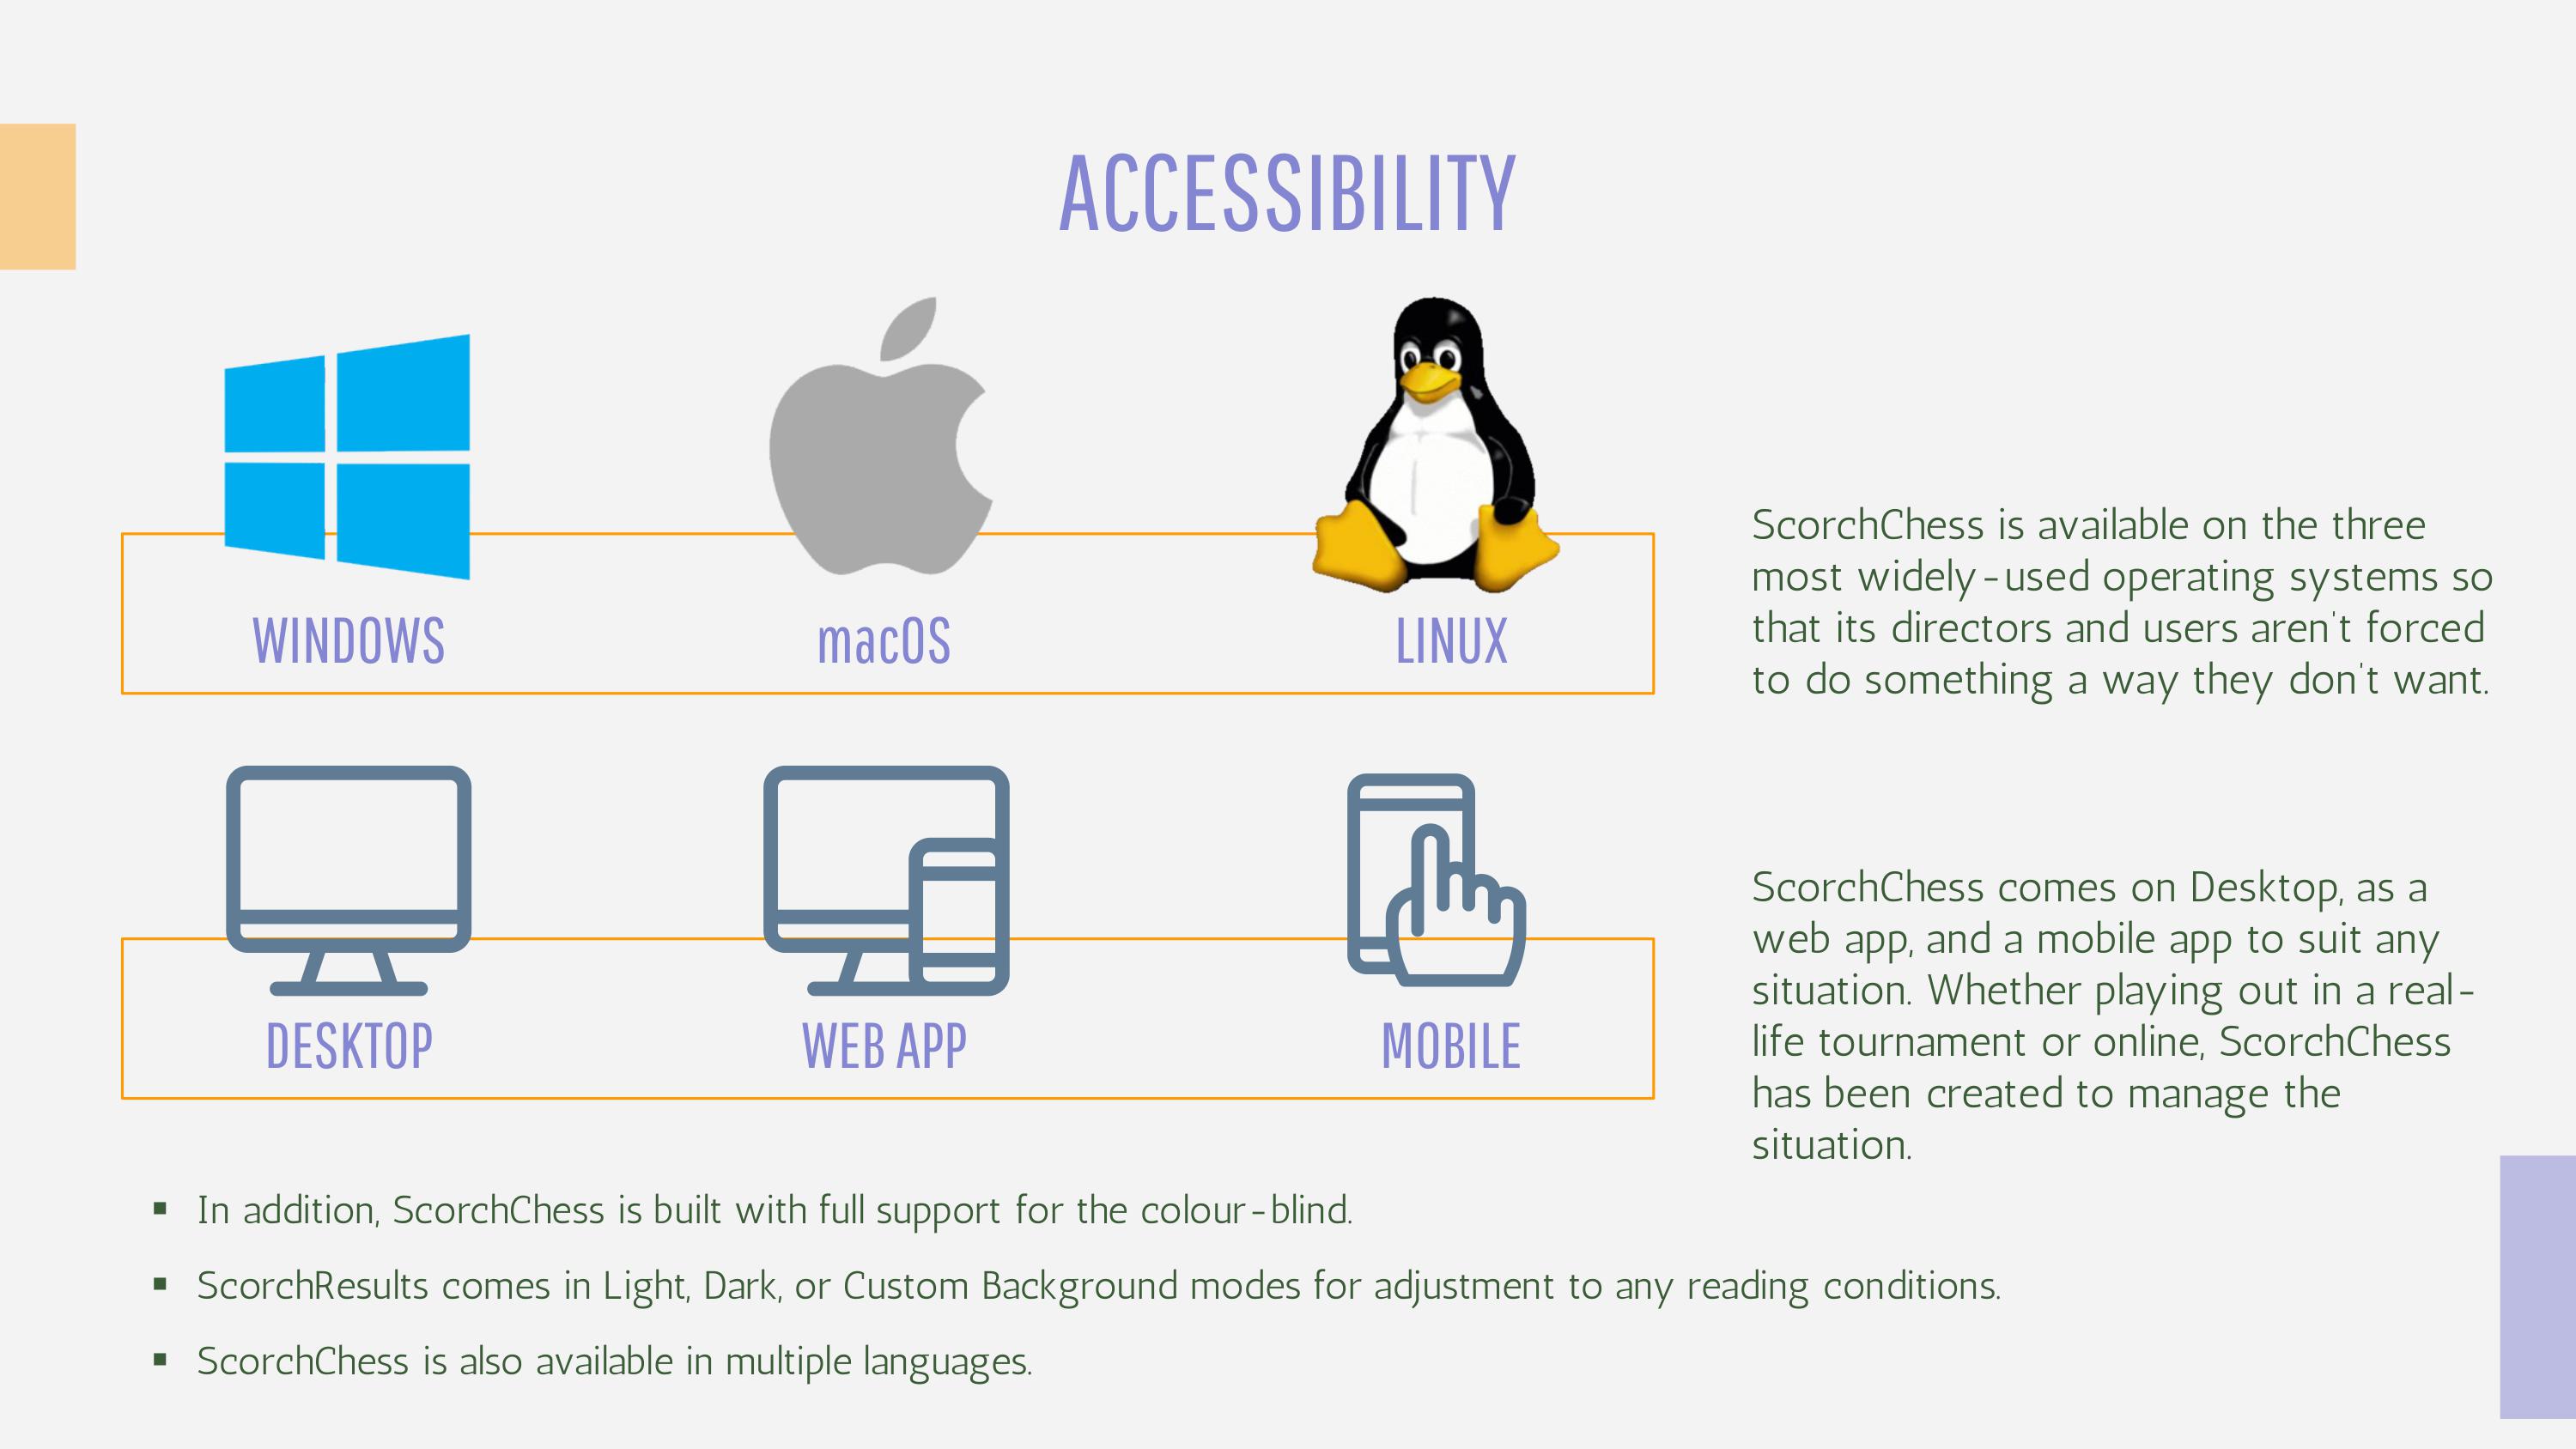 ACCESSIBILITY
WINDOWS
macOS
LINUX
ScorchChess is available on the three
most widely-used operating systems so
that its directors and users aren't forced
to do something a way they don't want.
DESKTOP
WEB APP
MOBILE
ScorchChess comes on Desktop, as a
web app, and a mobile app to suit any
situation. Whether playing out in a real-
life tournament or online, ScorchChess
has been created to manage the
situation.
▪ In addition, ScorchChess is built with full support for the colour-blind.
▪ ScorchResults comes in Light, Dark, or Custom Background modes for adjustment to any reading conditions.
▪ ScorchChess is also available in multiple languages.